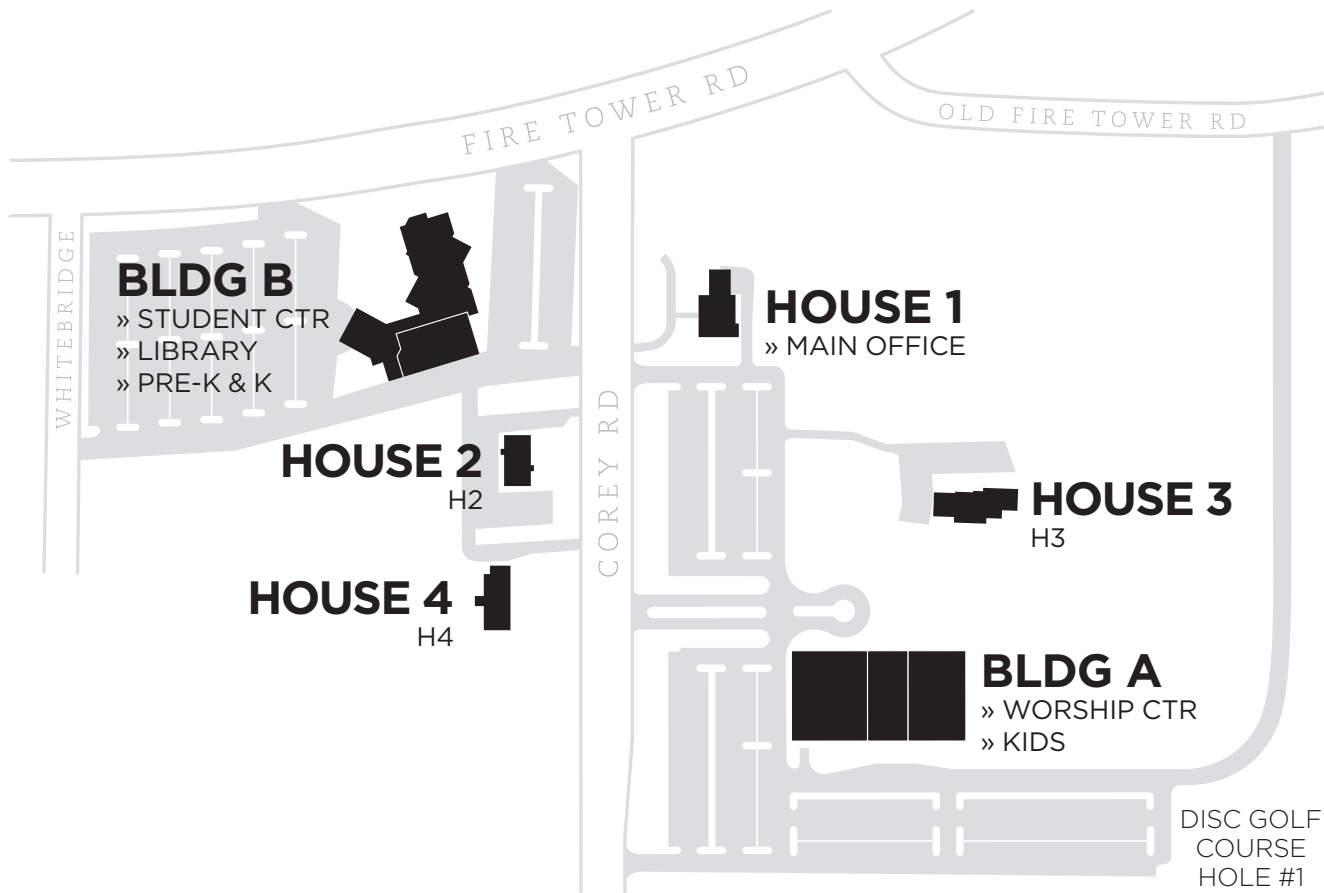 FIRE TOWER RD
OLD FIRE TOWER RD
WHITEBRIDGE
BLDG B
» STUDENT CTR
» LIBRARY
» PRE-K & K
HOUSE 1
» MAIN OFFICE
COREY RD
HOUSE 2
H2
HOUSE 3
H3
HOUSE 4
H4
BLDG A
» WORSHIP CTR
» KIDS
DISC GOLF
COURSE
HOLE #1